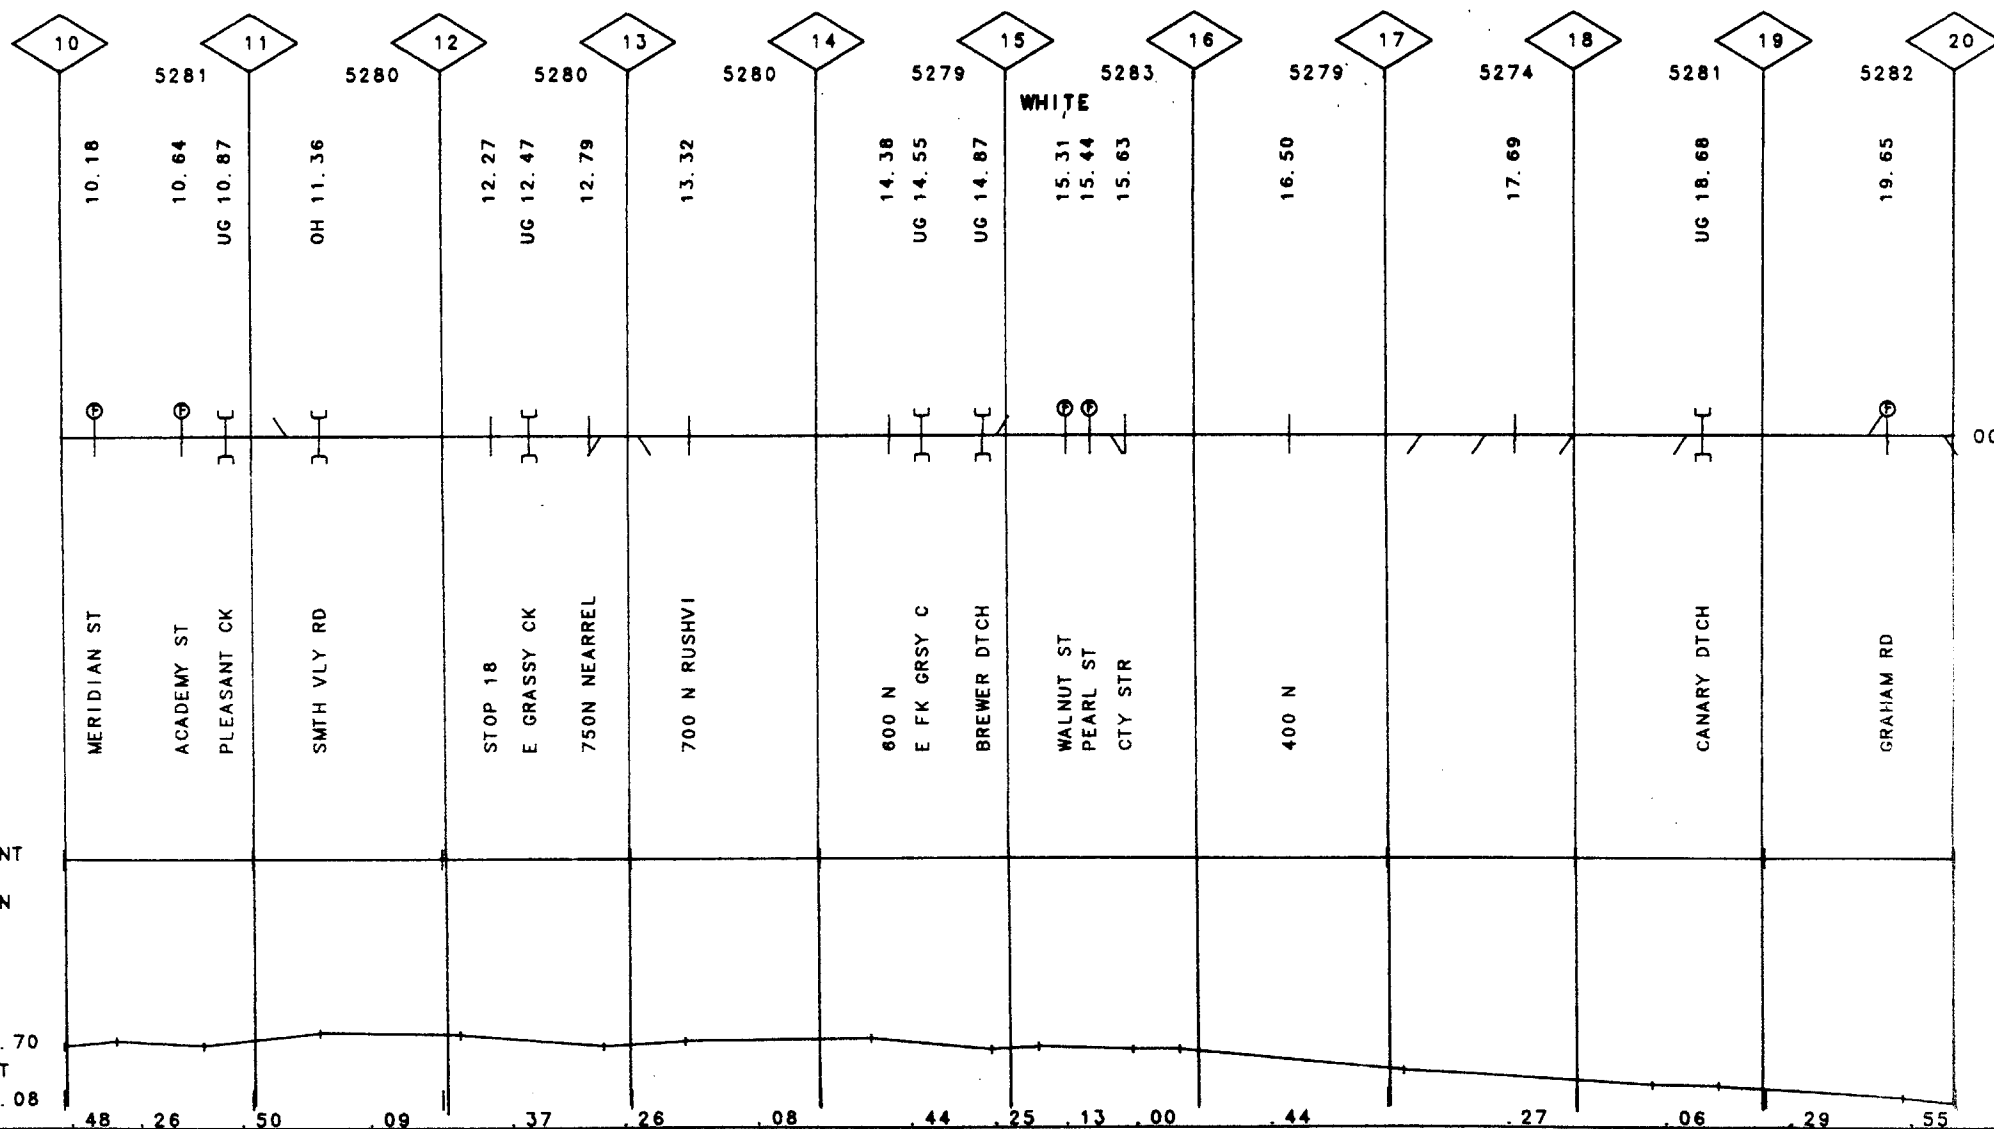 10 11 12 13 14 15 16 17 18 19 20
5281 5280 5280 5280 5279 5283 5279 5274 5281 5282
WHITE
10.18
10.64
UG 10.87
OH 11.36
12.27
UG 12.47
12.79
13.32
14.38
UG 14.55
UG 14.87
15.31
15.44
15.63
16.50
17.69
UG 18.68
19.65
MERIDIAN ST
ACADEMY ST
PLEASANT CK
SMTH VLY RD
STOP 18
E GRASSY CK
750N NEARREL
700 N RUSHVI
600 N
E FK GRSY C
BREWER DTCH
WALNUT ST
PEARL ST
CTY STR
400 N
CANARY DTCH
GRAHAM RD
NT
N
.70
T
.08
.48 .26 .50 .09 .37 .26 .08 .44 .25 .13 .00 .44 .27 .06 .29 .55